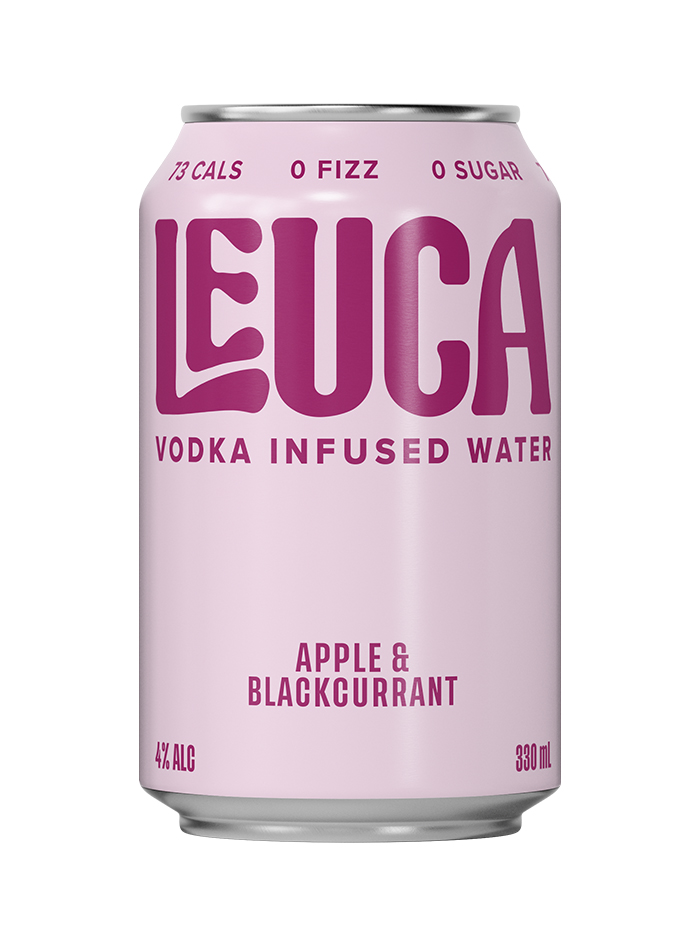 73 CALS 0 FIZZ 0 SUGAR
LEUCA
VODKA INFUSED WATER
APPLE &
BLACKCURRANT
4% ALC 330 mL